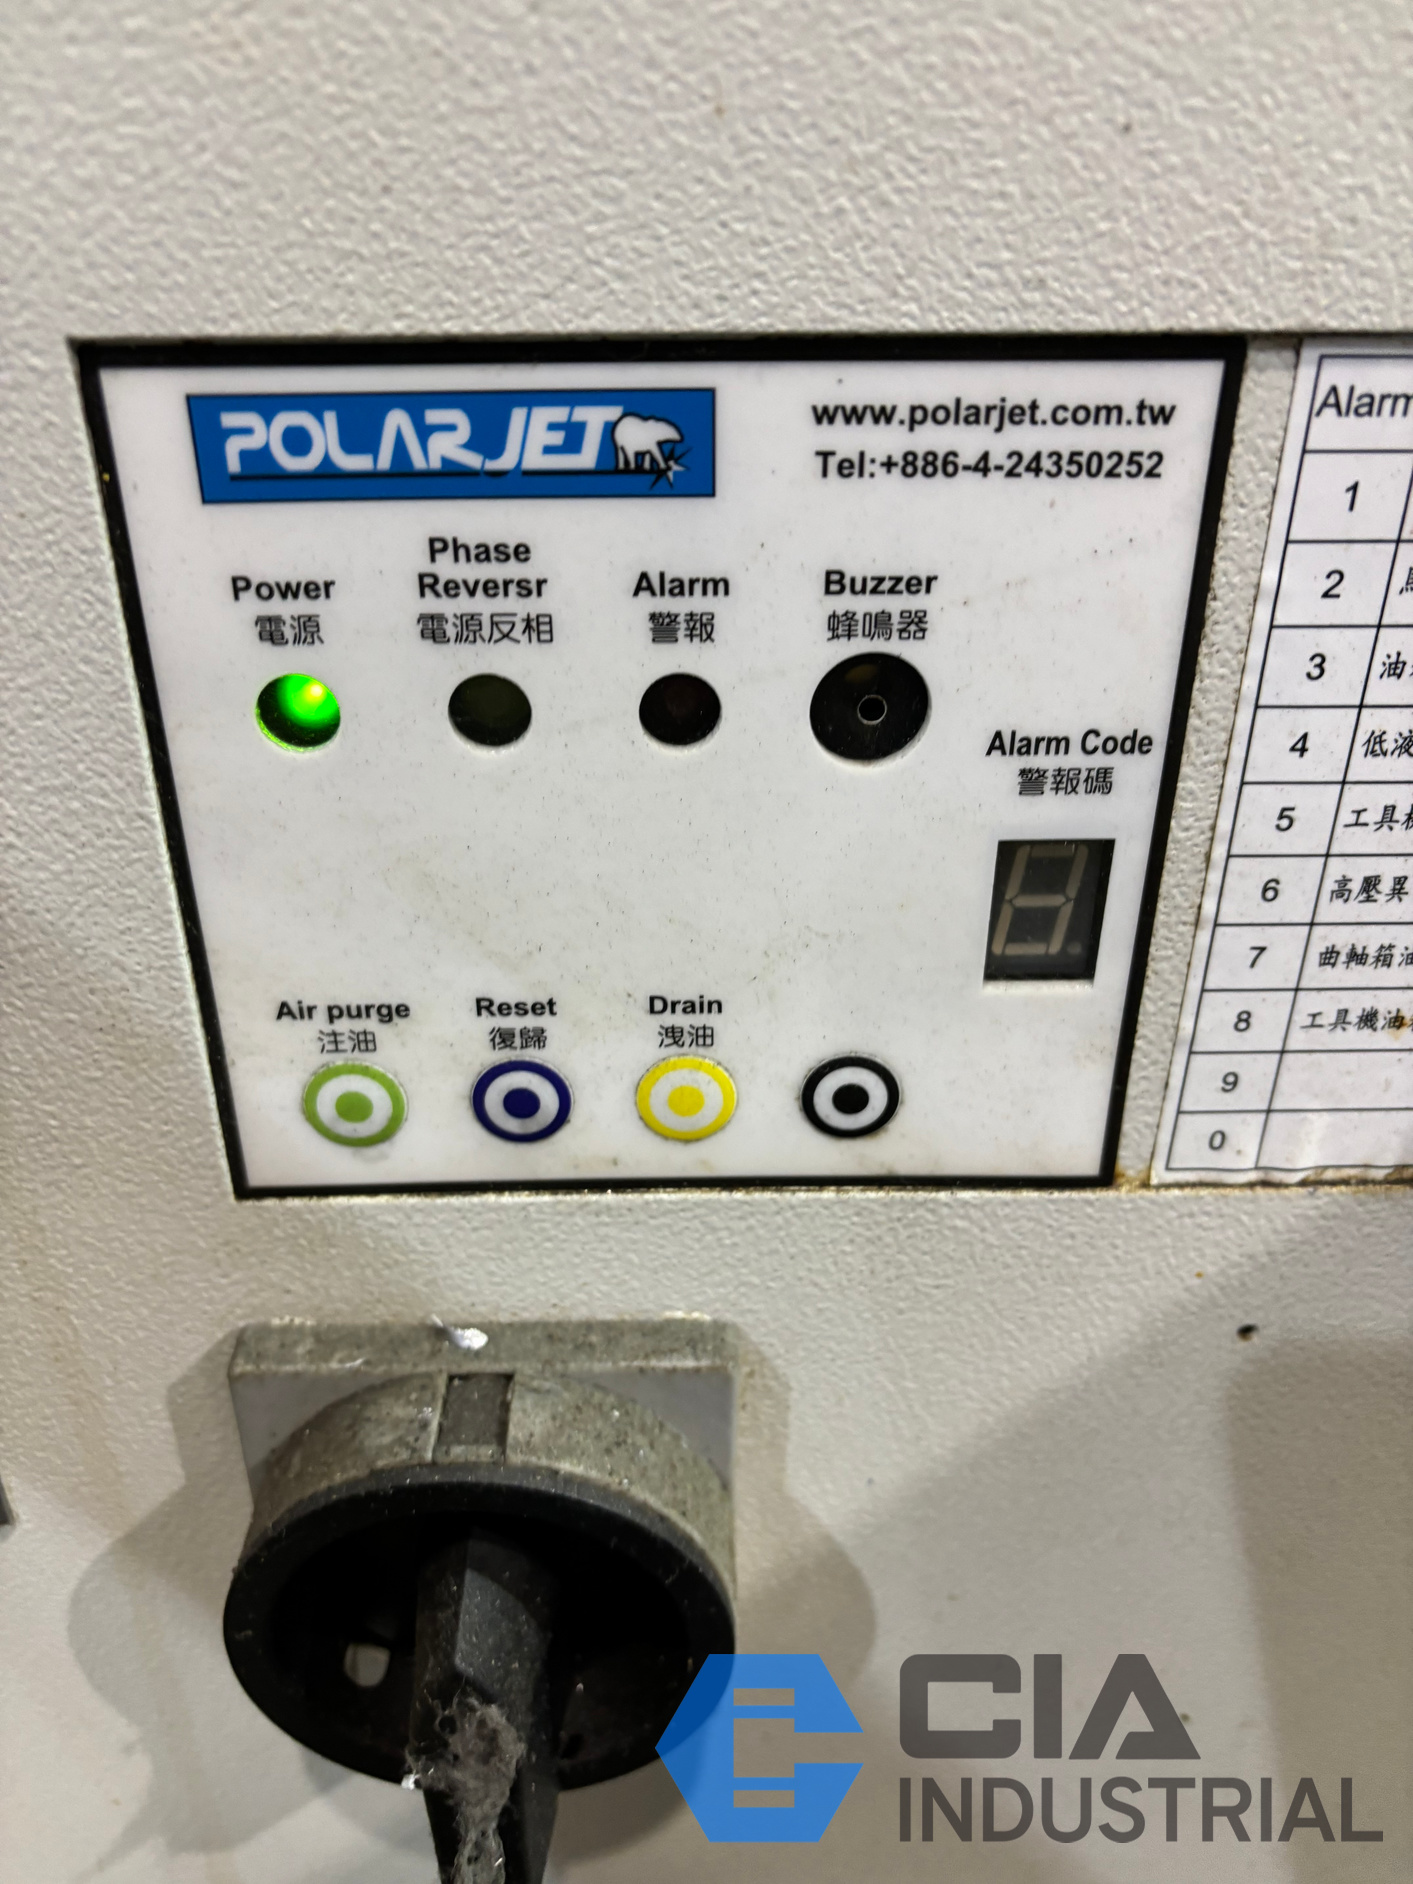 POLARJET
www.polarjet.com.tw
Tel:+886-4-24350252
Phase
Power Reversr Alarm Buzzer
電源 電源反相 警報 蜂鳴器
Alarm Code
警報碼
Air purge Reset Drain
注油 復歸 洩油
Alarm
1
2
3 油
4 低液
5 工具
6 高壓異
7 曲軸箱油
8 工具機油
9
0
CIA
INDUSTRIAL